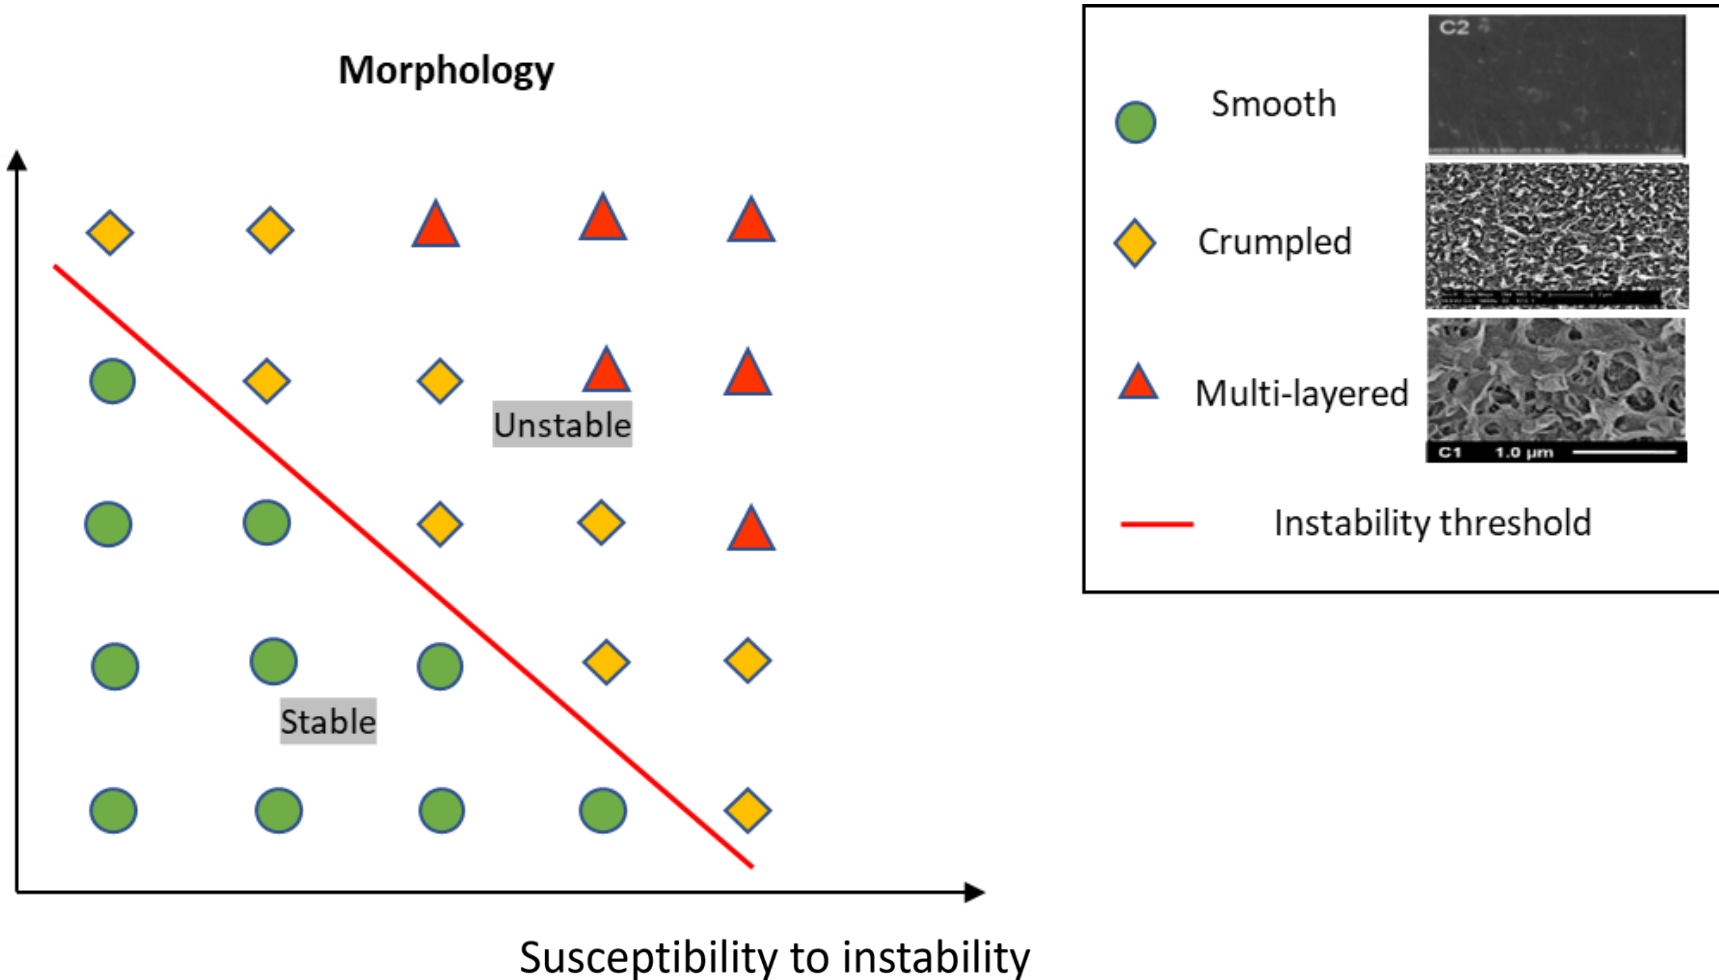 Morphology
Unstable
Stable
Susceptibility to instability
C2
Smooth
Crumpled
Multi-layered
C1 1.0 µm
Instability threshold